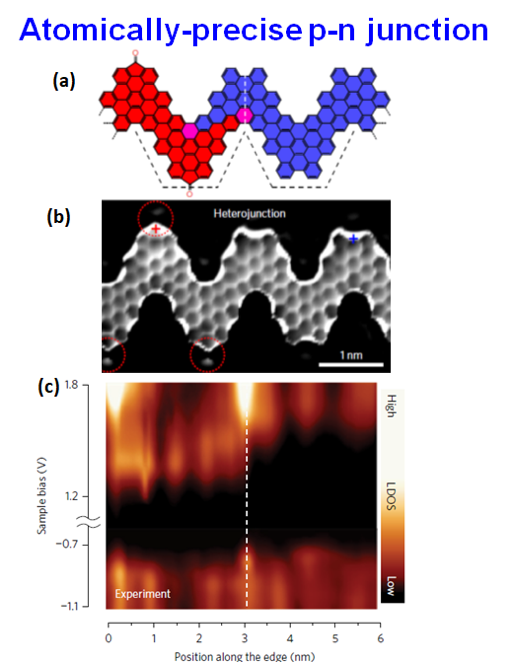 Atomically-precise p-n junction
(a)
O
O
(b)
Heterojunction
1 nm
(c)
1.8
1.2
−0.7
−1.1
Sample bias (V)
Experiment
High
LDOS
Low
0 1 2 3 4 5 6
Position along the edge (nm)